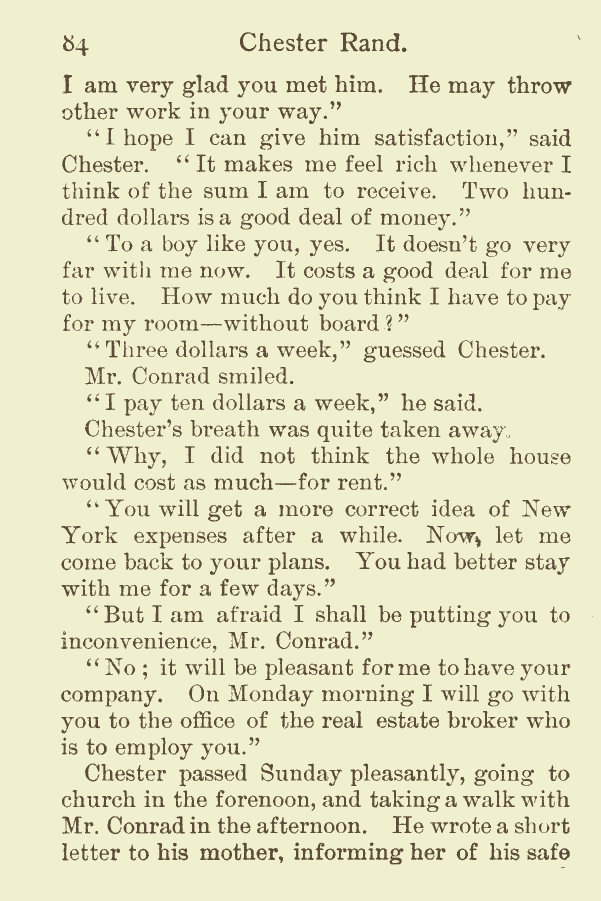 84 Chester Rand.
I am very glad you met him. He may throw
other work in your way.”
“I hope I can give him satisfaction,” said
Chester. “It makes me feel rich whenever I
think of the sum I am to receive. Two hun-
dred dollars is a good deal of money.”
“To a boy like you, yes. It doesn’t go very
far with me now. It costs a good deal for me
to live. How much do you think I have to pay
for my room—without board?”
“Three dollars a week,” guessed Chester.
Mr. Conrad smiled.
“I pay ten dollars a week,” he said.
Chester’s breath was quite taken away.
“Why, I did not think the whole house
would cost as much—for rent.”
“You will get a more correct idea of New
York expenses after a while. Now, let me
come back to your plans. You had better stay
with me for a few days.”
“But I am afraid I shall be putting you to
inconvenience, Mr. Conrad.”
“No; it will be pleasant for me to have your
company. On Monday morning I will go with
you to the office of the real estate broker who
is to employ you.”
Chester passed Sunday pleasantly, going to
church in the forenoon, and taking a walk with
Mr. Conrad in the afternoon. He wrote a short
letter to his mother, informing her of his safe